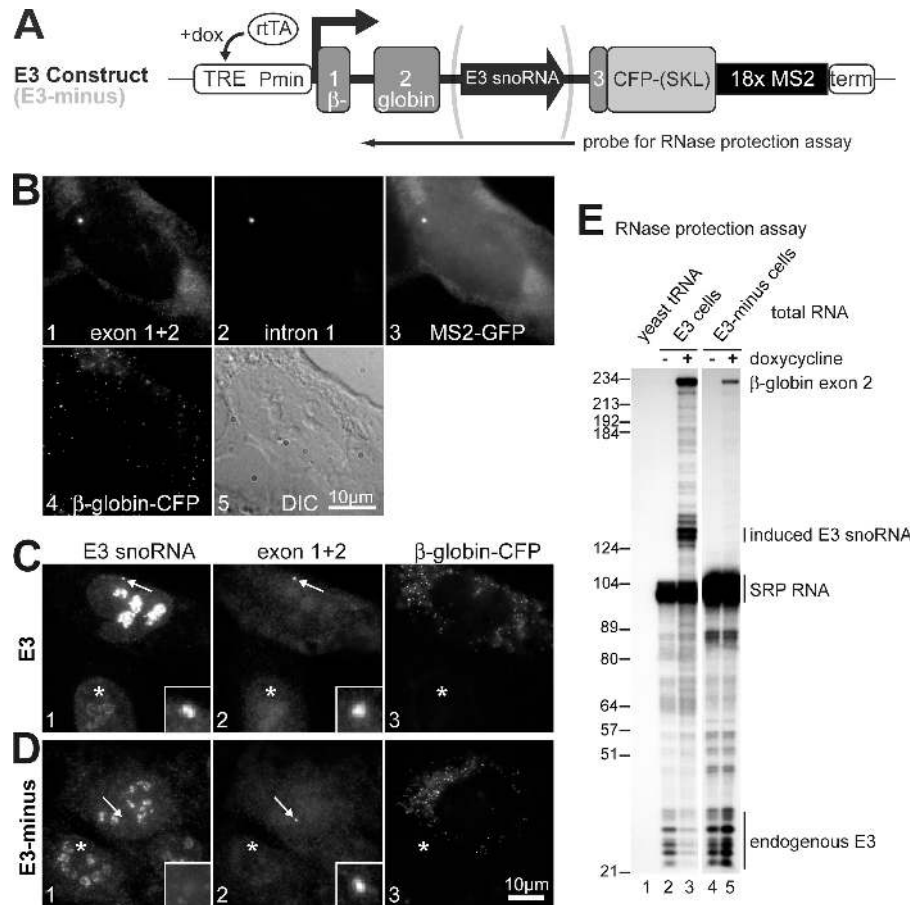 A
+dox
rtTA
E3 Construct
(E3-minus)
TRE Pmin
1
β-
2
globin
E3 snoRNA
3
CFP-(SKL)
18x MS2
term
probe for RNase protection assay
B
1 exon 1+2
2 intron 1
3 MS2-GFP
4 β-globin-CFP
5 DIC
10μm
C
E3 snoRNA
exon 1+2
β-globin-CFP
E3
*
1
*
2
*
3
D
E3-minus
*
1
*
2
*
3
10μm
E RNase protection assay
yeast tRNA
E3 cells
E3-minus cells
total RNA
- + - + doxycycline
234
β-globin exon 2
213
192
184
induced E3 snoRNA
124
104
SRP RNA
89
80
64
57
51
endogenous E3
21
1 2 3 4 5